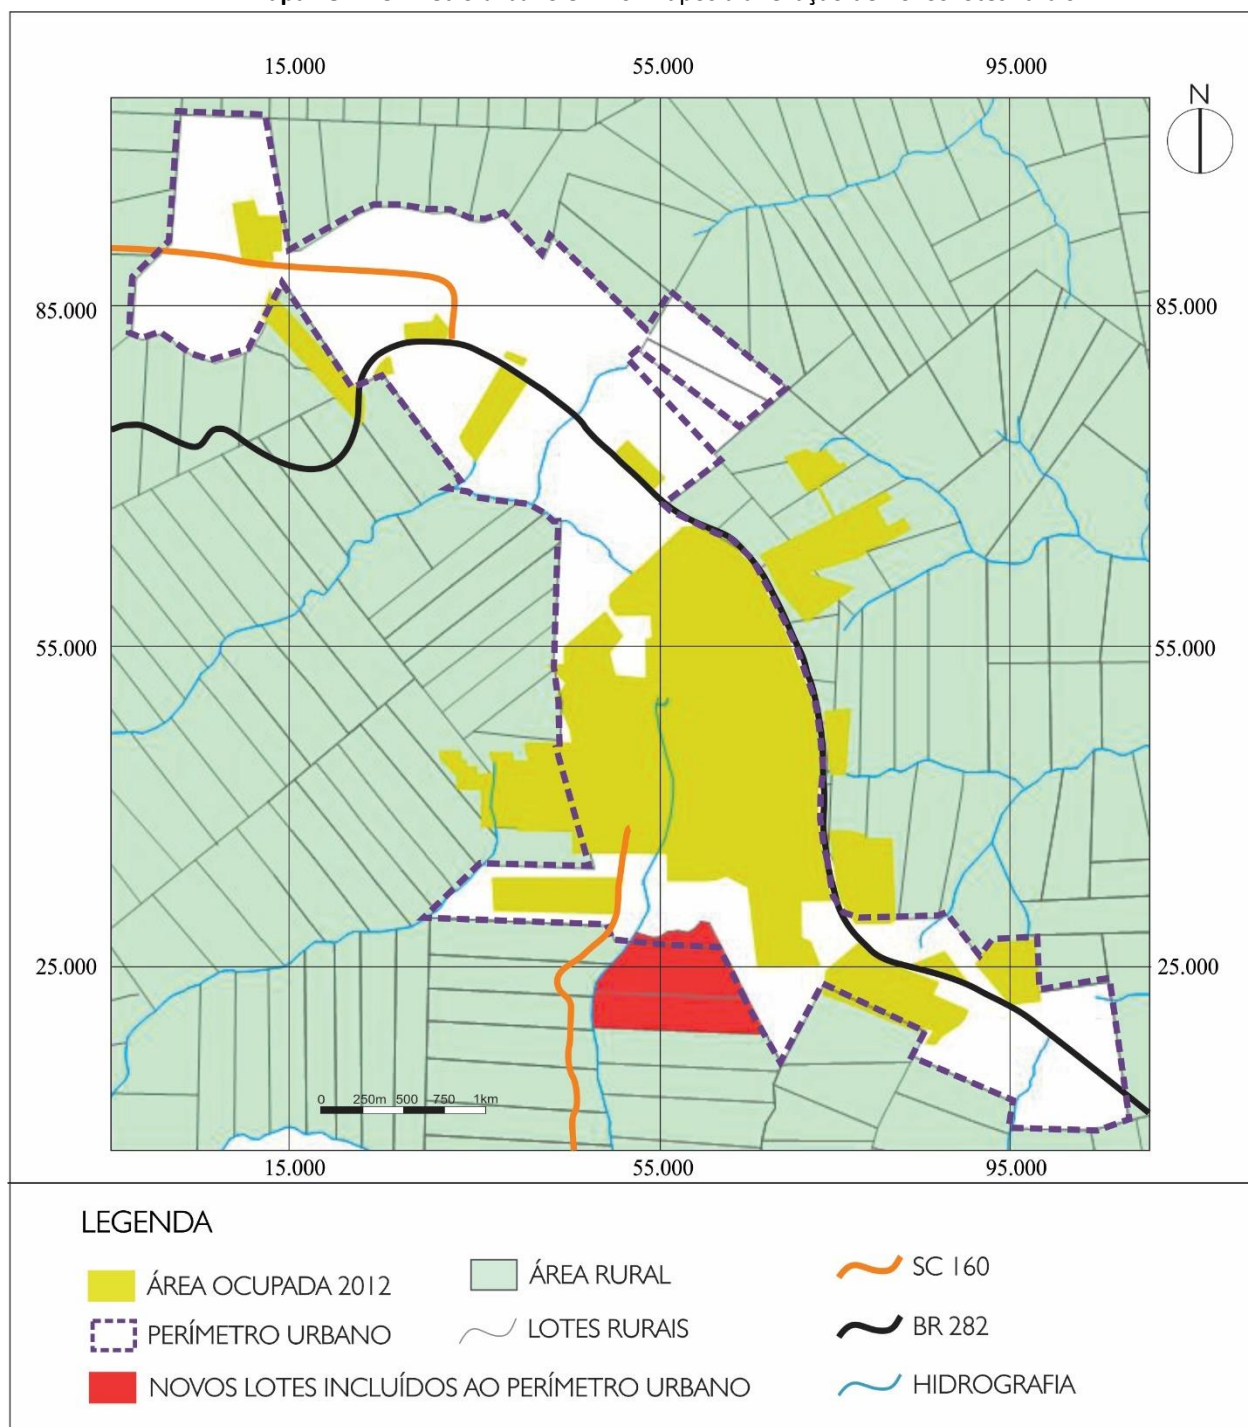 15.000 55.000 95.000
N
85.000 85.000
55.000 55.000
25.000 25.000
0 250m 500 750 1km
15.000 55.000 95.000
LEGENDA
ÁREA OCUPADA 2012 ÁREA RURAL SC 160
PERÍMETRO URBANO LOTES RURAIS BR 282
NOVOS LOTES INCLUÍDOS AO PERÍMETRO URBANO HIDROGRAFIA